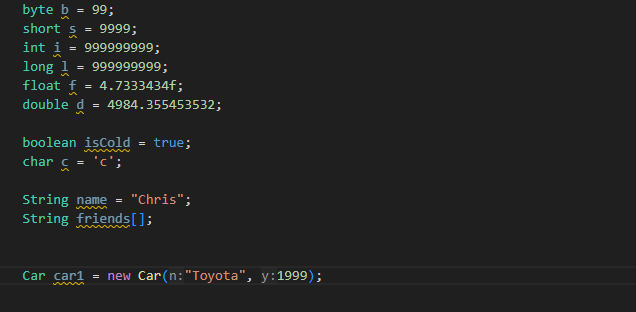 byte b = 99;
short s = 9999;
int i = 999999999;
long l = 999999999;
float f = 4.7333434f;
double d = 4984.355453532;
boolean isCold = true;
char c = 'c';
String name = "Chris";
String friends[];
Car car1 = new Car(n:"Toyota", y:1999);